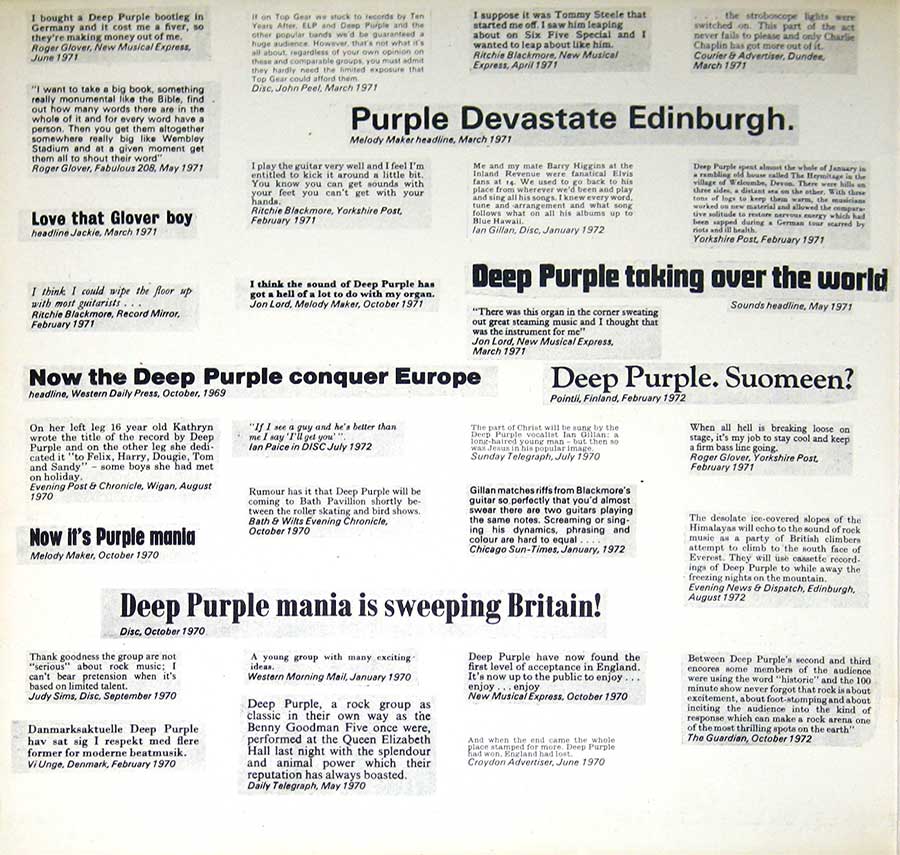 I bought a Deep Purple bootleg in
Germany and it cost me a fiver, so
they're making money out of me.
Roger Glover, New Musical Express,
June 1971
If on Top Gear we stuck to records by Ten
Years After, ELP and Deep Purple and the
other popular bands we'd be guaranteed a
huge audience. However, that's not what it's
all about, regardless of your own opinion on
these and comparable groups, you must admit
they hardly need the limited exposure that
Top Gear could afford them.
Disc, John Peel, March 1971
I suppose it was Tommy Steele that
started me off. I saw him leaping
about on Six Five Special and I
wanted to leap about like him.
Ritchie Blackmore, New Musical
Express, April 1971
. . . the stroboscope lights were
switched on. This part of the act
never fails to please and only Charlie
Chaplin has got more out of it.
Courier & Advertiser, Dundee,
March 1971
"I want to take a big book, something
really monumental like the Bible, find
out how many words there are in the
whole of it and for every word have a
person. Then you get them altogether
somewhere really big like Wembley
Stadium and at a given moment get
them all to shout their word"
Roger Glover, Fabulous 208, May 1971
Purple Devastate Edinburgh.
Melody Maker headline, March 1971
I play the guitar very well and I feel I'm
entitled to kick it around a little bit.
You know you can get sounds with
your feet you can't get with your
hands.
Ritchie Blackmore, Yorkshire Post,
February 1971
Me and my mate Barry Higgins at the
Inland Revenue were fanatical Elvis
fans at 14. We used to go back to his
place from wherever we'd been and play
and sing all his songs. I knew every word,
tune and arrangement and what song
follows what on all his albums up to
Blue Hawaii.
Ian Gillan, Disc, January 1972
Deep Purple spent almost the whole of January in
a rambling old house called The Hermitage in the
village of Welcombe, Devon. There were hills on
three sides, a distant sea on the other. With three
tons of logs to keep them warm, the musicians
worked on new material and allowed the compara-
tive solitude to restore nervous energy which had
been sapped during a German tour scarred by
riots and ill health.
Yorkshire Post, February 1971
Love that Glover boy
headline Jackie, March 1971
Deep Purple taking over the world
Sounds headline, May 1971
I think I could wipe the floor up
with most guitarists . . .
Ritchie Blackmore, Record Mirror,
February 1971
I think the sound of Deep Purple has
got a hell of a lot to do with my organ.
Jon Lord, Melody Maker, October 1971
"There was this organ in the corner sweating
out great steaming music and I thought that
was the instrument for me"
Jon Lord, New Musical Express,
March 1971
Now the Deep Purple conquer Europe
headline, Western Daily Press, October, 1969
Deep Purple. Suomeen?
Pointii, Finland, February 1972
On her left leg 16 year old Kathryn
wrote the title of the record by Deep
Purple and on the other leg she dedi-
cated it "to Felix, Harry, Dougie, Tom
and Sandy" – some boys she had met
on holiday.
Evening Post & Chronicle, Wigan, August
1970
"If I see a guy and he's better than
me I say 'I'll get you' ".
Ian Paice in DISC July 1972
The part of Christ will be sung by the
Deep Purple vocalist Ian Gillan: a
long-haired young man – but then so
was Jesus in his popular image.
Sunday Telegraph, July 1970
When all hell is breaking loose on
stage, it's my job to stay cool and keep
a firm bass line going.
Roger Glover, Yorkshire Post,
February 1971
Rumour has it that Deep Purple will be
coming to Bath Pavillion shortly be-
tween the roller skating and bird shows.
Bath & Wilts Evening Chronicle,
October 1970
Gillan matches riffs from Blackmore's
guitar so perfectly that you'd almost
swear there are two guitars playing
the same notes. Screaming or sing-
ing his dynamics, phrasing and
colour are hard to equal . . . .
Chicago Sun-Times, January, 1972
Now it's Purple mania
Melody Maker, October 1970
The desolate ice-covered slopes of the
Himalayas will echo to the sound of rock
music as a party of British climbers
attempt to climb to the south face of
Everest. They will use cassette record-
ings of Deep Purple to while away the
freezing nights on the mountain.
Evening News & Dispatch, Edinburgh,
August 1972
Deep Purple mania is sweeping Britain!
Disc, October 1970
Thank goodness the group are not
"serious" about rock music; I
can't bear pretension when it's
based on limited talent.
Judy Sims, Disc, September 1970
A young group with many exciting
ideas.
Western Morning Mail, January 1970
Deep Purple have now found the
first level of acceptance in England.
It's now up to the public to enjoy . . .
enjoy . . . enjoy
New Musical Express, October 1970
Between Deep Purple's second and third
encores some members of the audience
were using the word "historic" and the 100
minute show never forgot that rock is about
excitement, about foot-stomping and about
inciting the audience into the kind of
response which can make a rock arena one
of the most thrilling spots on the earth"
The Guardian, October 1972
Danmarksaktuelle Deep Purple
hav sat sig I respekt med flere
former for moderne beatmusik.
Vi Unge, Denmark, February 1970
Deep Purple, a rock group as
classic in their own way as the
Benny Goodman Five once were,
performed at the Queen Elizabeth
Hall last night with the splendour
and animal power which their
reputation has always boasted.
Daily Telegraph, May 1970
And when the end came the whole
place stamped for more. Deep Purple
had won, England had lost.
Croydon Advertiser, June 1970